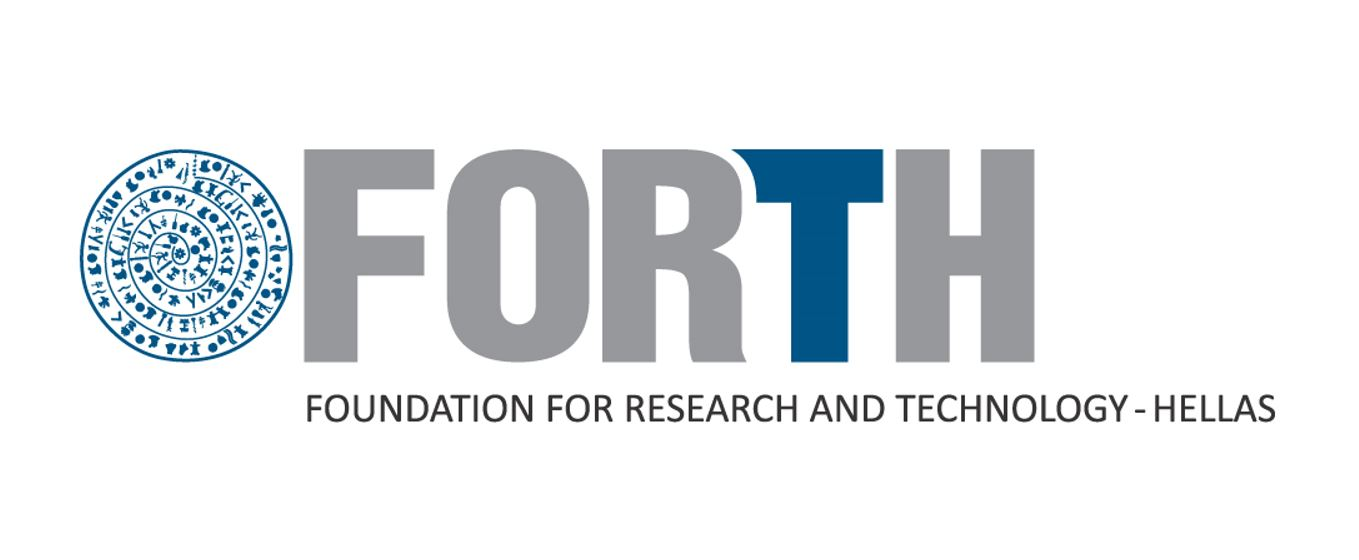 FORTH
FOUNDATION FOR RESEARCH AND TECHNOLOGY - HELLAS